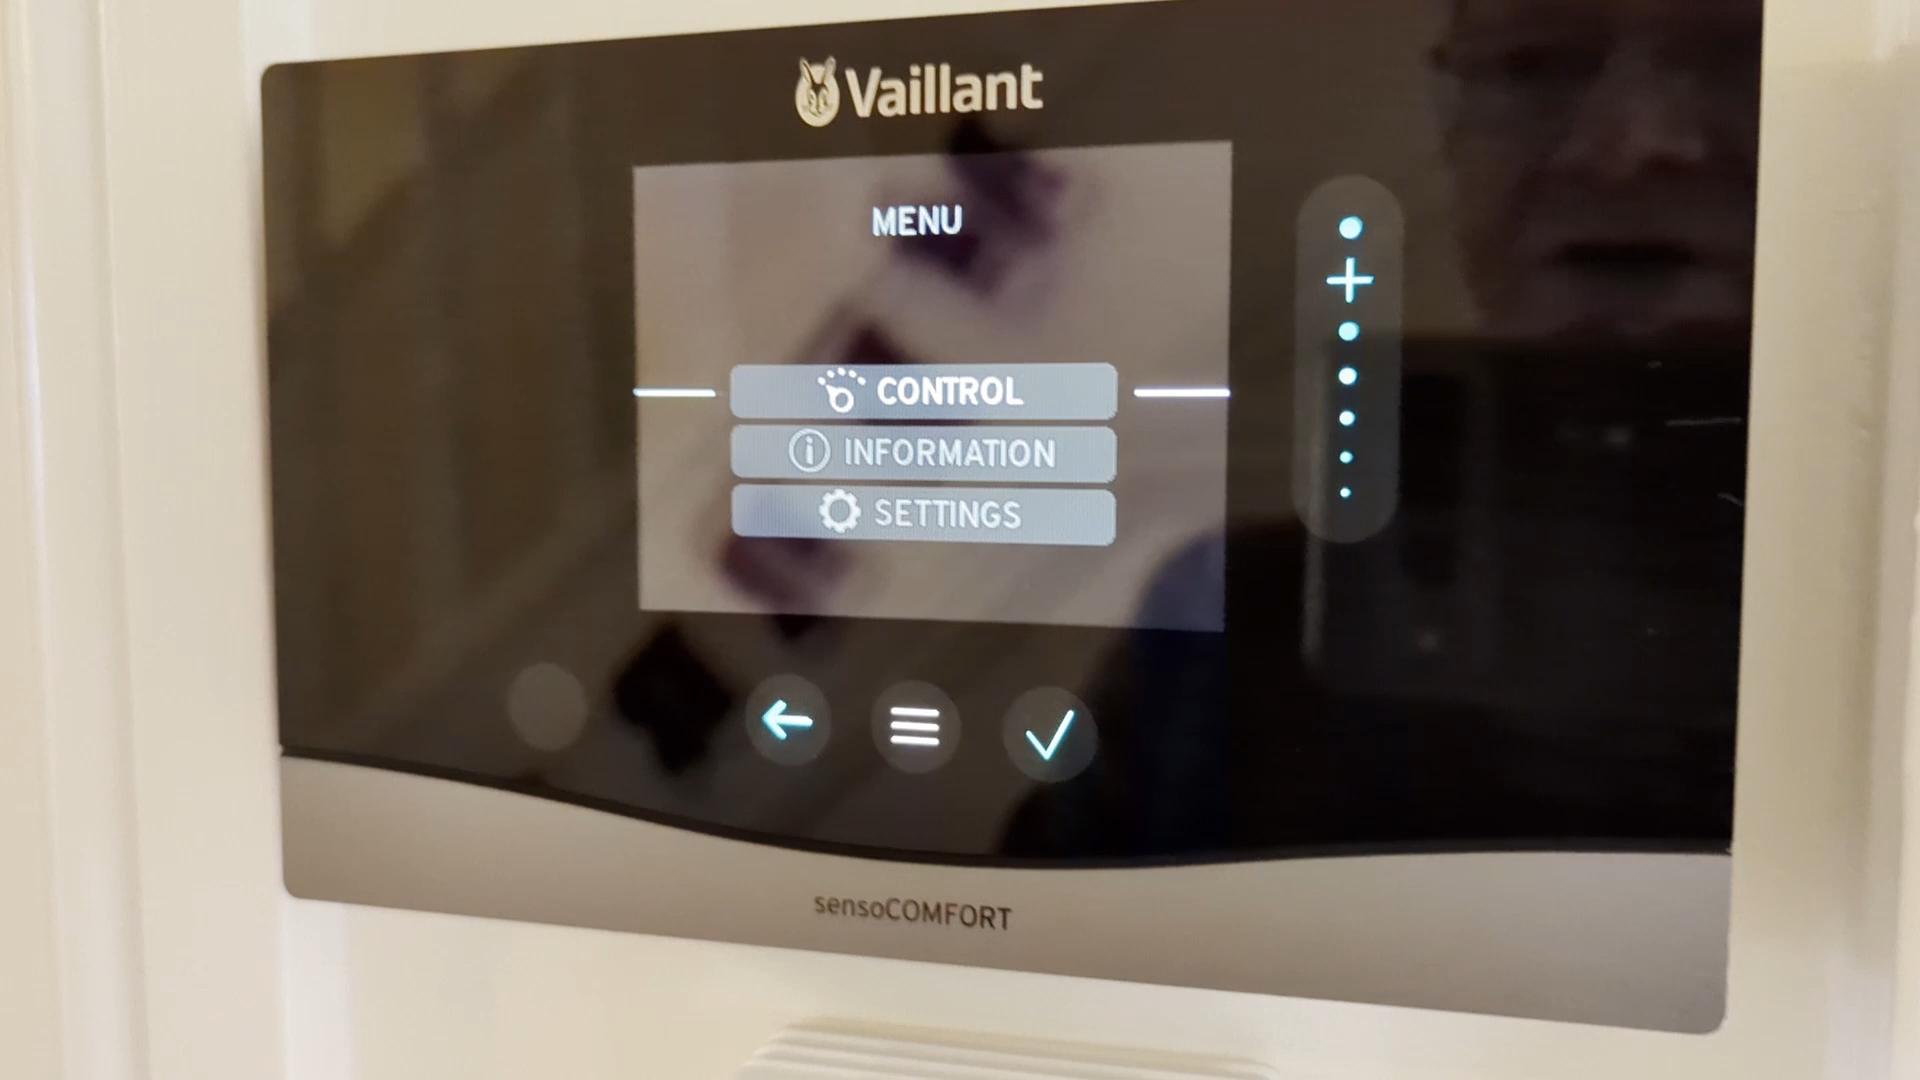 Vaillant
MENU
CONTROL
INFORMATION
SETTINGS
sensoCOMFORT